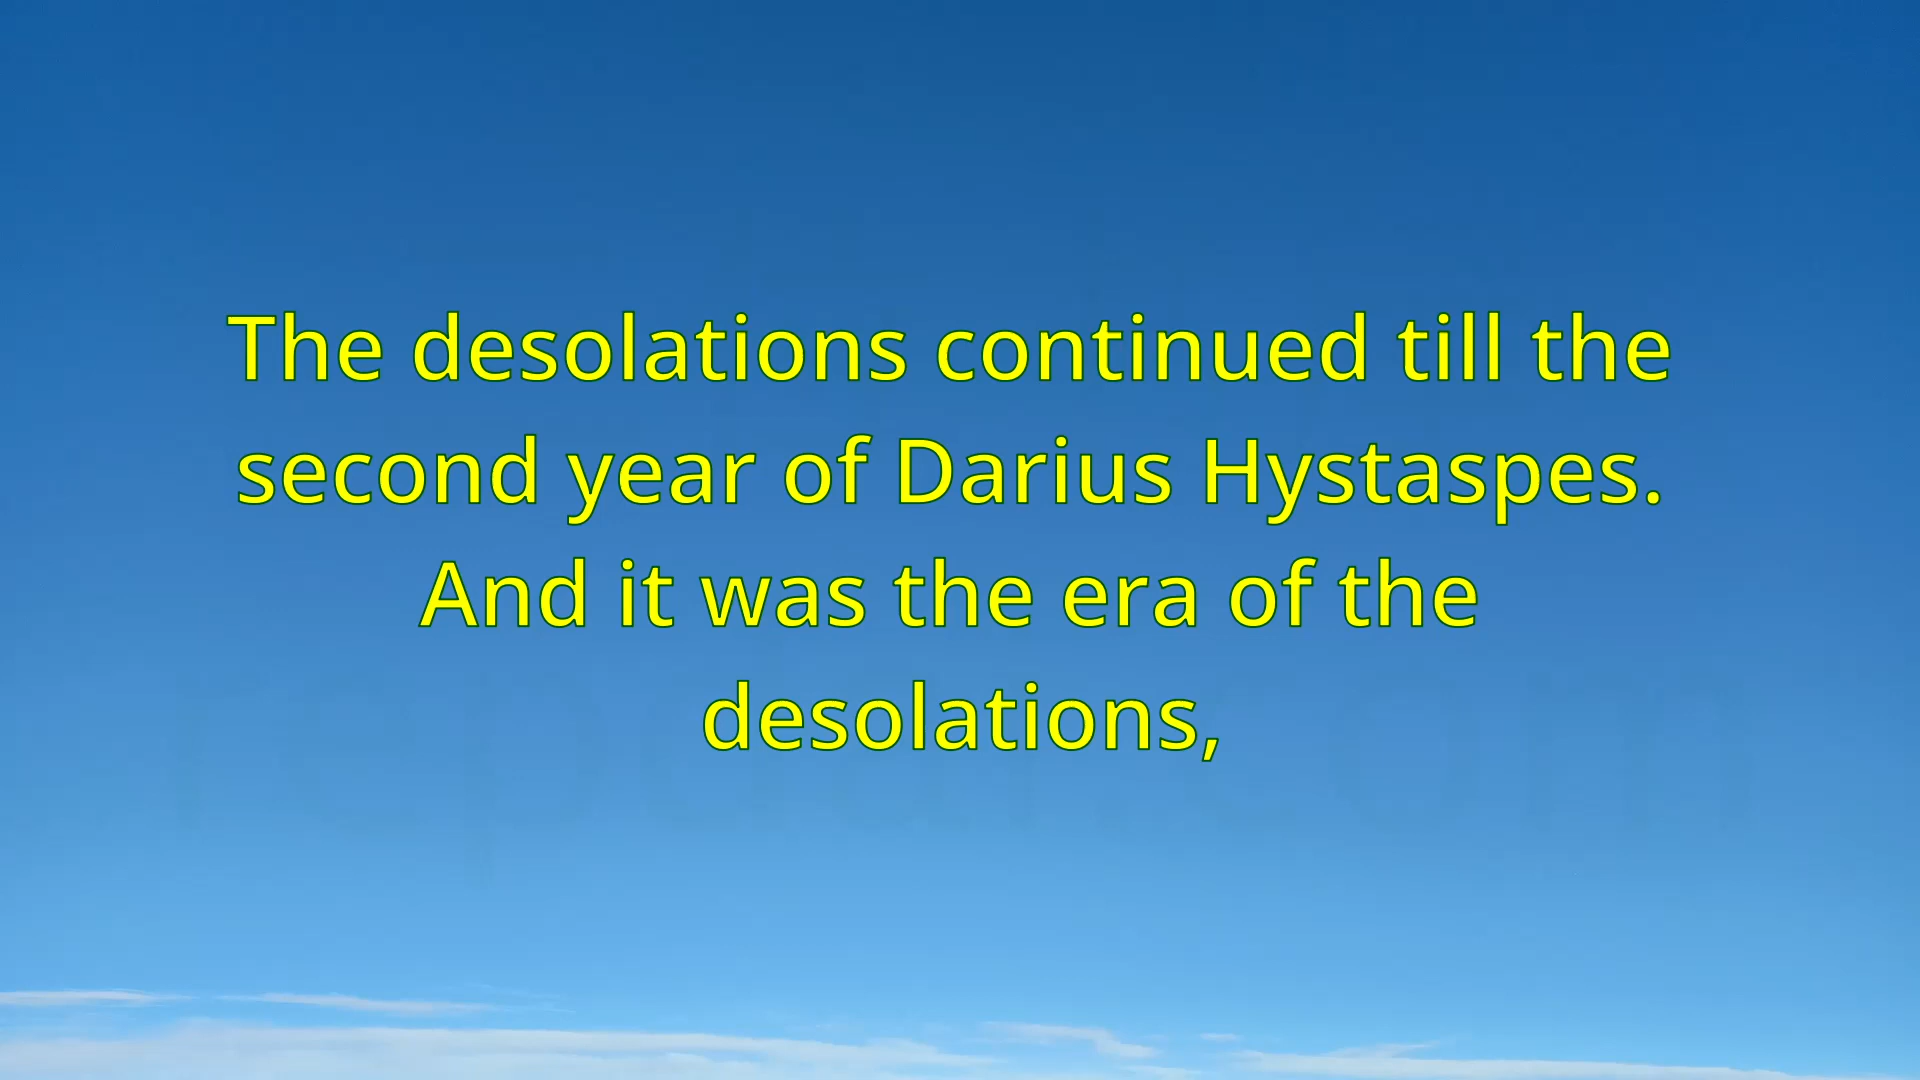 The desolations continued till the
second year of Darius Hystaspes.
And it was the era of the
desolations,